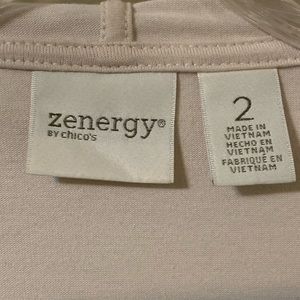 zenergy®
BY chico's
2
MADE IN
VIETNAM
HECHO EN
VIETNAM
FABRIQUÉ EN
VIETNAM